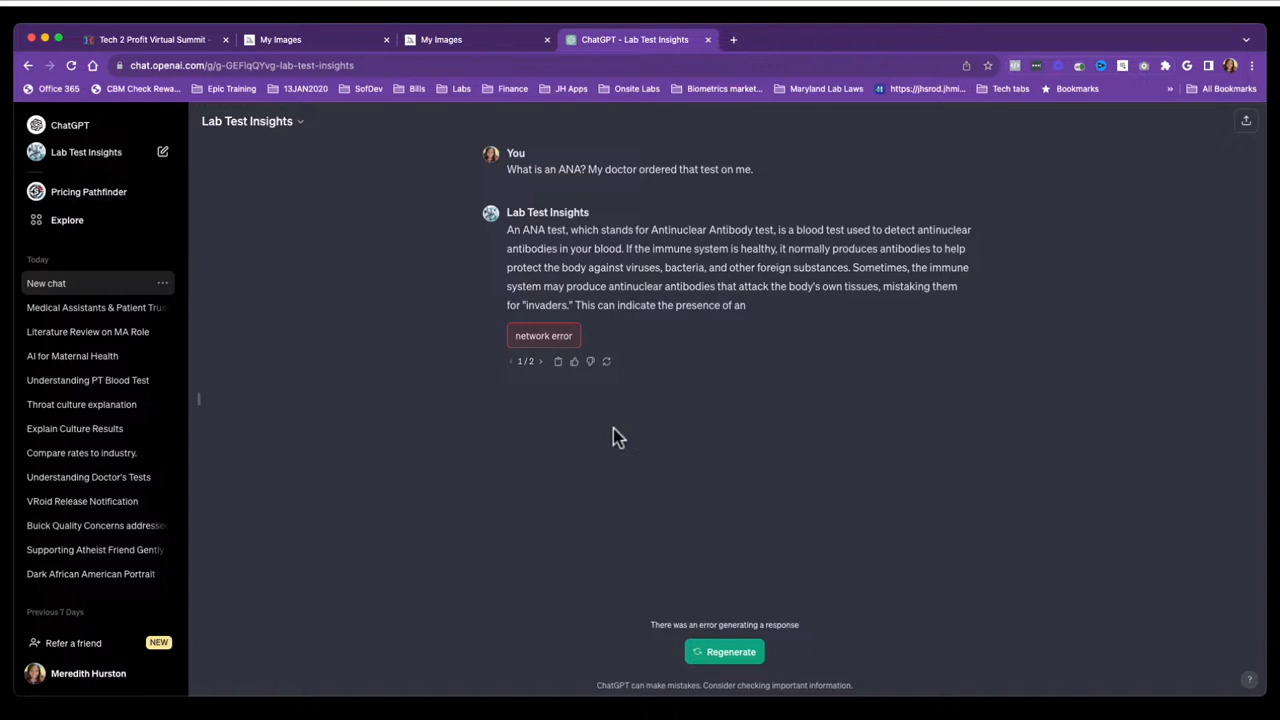 Tech 2 Profit Virtual Summit -
My Images
My Images
ChatGPT - Lab Test Insights
chat.openai.com/g/g-GEFlqQYvg-lab-test-insights
Office 365
CBM Check Rewa...
Epic Training
13JAN2020
SofDev
Bills
Labs
Finance
JH Apps
Onsite Labs
Biometrics market...
Maryland Lab Laws
https://jhsrod.jhmi...
Tech tabs
Bookmarks
»
All Bookmarks
ChatGPT
Lab Test Insights
Pricing Pathfinder
Explore
Today
New chat
Medical Assistants & Patient Trus
Literature Review on MA Role
AI for Maternal Health
Understanding PT Blood Test
Throat culture explanation
Explain Culture Results
Compare rates to industry.
Understanding Doctor's Tests
VRoid Release Notification
Buick Quality Concerns addresse
Supporting Atheist Friend Gently
Dark African American Portrait
Previous 7 Days
Refer a friend
NEW
Meredith Hurston
Lab Test Insights
You
What is an ANA? My doctor ordered that test on me.
Lab Test Insights
An ANA test, which stands for Antinuclear Antibody test, is a blood test used to detect antinuclear
antibodies in your blood. If the immune system is healthy, it normally produces antibodies to help
protect the body against viruses, bacteria, and other foreign substances. Sometimes, the immune
system may produce antinuclear antibodies that attack the body's own tissues, mistaking them
for "invaders." This can indicate the presence of an
network error
1 / 2
There was an error generating a response
Regenerate
ChatGPT can make mistakes. Consider checking important information.
?